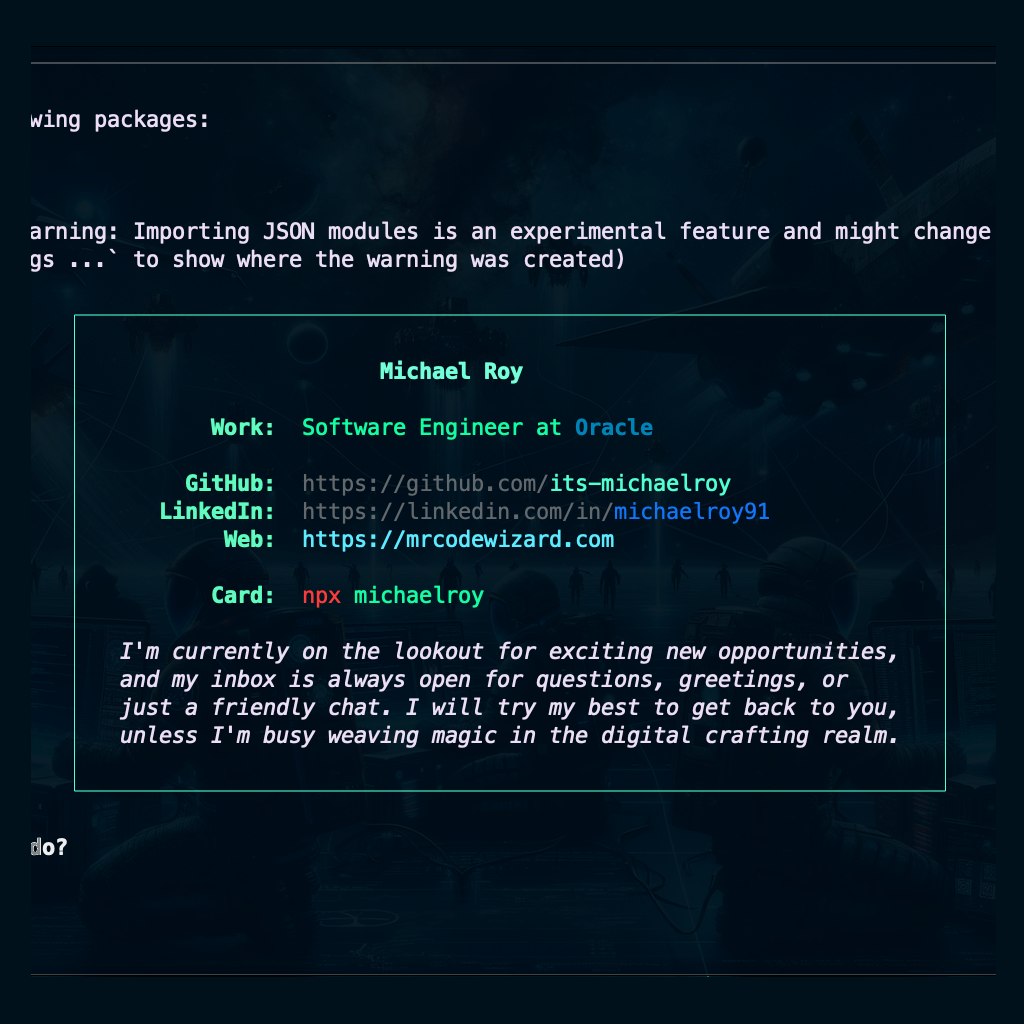 wing packages:
arning: Importing JSON modules is an experimental feature and might change
gs ...` to show where the warning was created)
Michael Roy
Work: Software Engineer at Oracle
GitHub: https://github.com/its-michaelroy
LinkedIn: https://linkedin.com/in/michaelroy91
Web: https://mrcodewizard.com
Card: npx michaelroy
I'm currently on the lookout for exciting new opportunities,
and my inbox is always open for questions, greetings, or
just a friendly chat. I will try my best to get back to you,
unless I'm busy weaving magic in the digital crafting realm.
do?